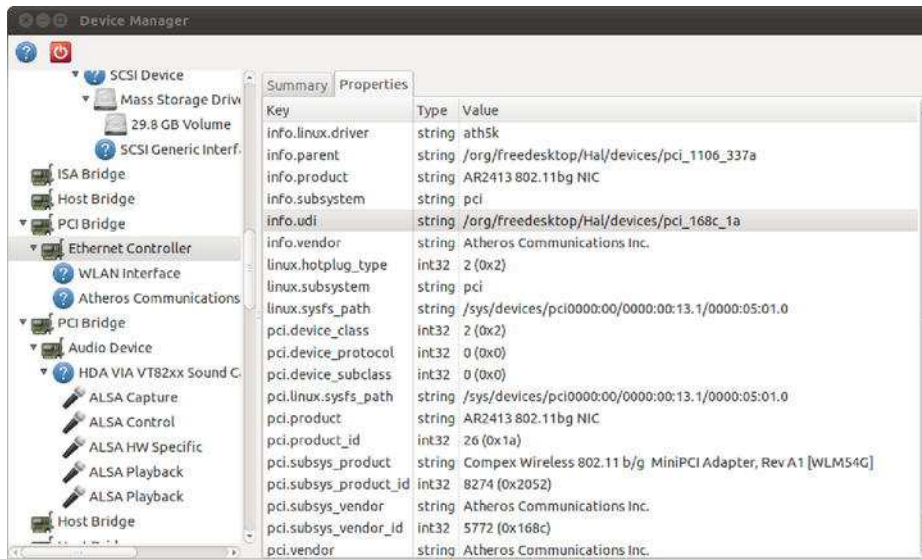 Device Manager
SCSI Device
Mass Storage Driv
29.8 GB Volume
SCSI Generic Interf
ISA Bridge
Host Bridge
PCI Bridge
Ethernet Controller
WLAN Interface
Atheros Communications
PCI Bridge
Audio Device
HDA VIA VT82xx Sound C
ALSA Capture
ALSA Control
ALSA HW Specific
ALSA Playback
ALSA Playback
Host Bridge
Summary Properties
Key Type Value
info.linux.driver string ath5k
info.parent string /org/freedesktop/Hal/devices/pci_1106_337a
info.product string AR2413 802.11bg NIC
info.subsystem string pci
info.udi string /org/freedesktop/Hal/devices/pci_168c_1a
info.vendor string Atheros Communications Inc.
linux.hotplug_type int32 2 (0x2)
linux.subsystem string pci
linux.sysfs_path string /sys/devices/pci0000:00/0000:00:13.1/0000:05:01.0
pci.device_class int32 2 (0x2)
pci.device_protocol int32 0 (0x0)
pci.device_subclass int32 0 (0x0)
pci.linux.sysfs_path string /sys/devices/pci0000:00/0000:00:13.1/0000:05:01.0
pci.product string AR2413 802.11bg NIC
pci.product_id int32 26 (0x1a)
pci.subsys_product string Compex Wireless 802.11 b/g MiniPCI Adapter, Rev A1 [WLM54G]
pci.subsys_product_id int32 8274 (0x2052)
pci.subsys_vendor string Atheros Communications Inc.
pci.subsys_vendor_id int32 5772 (0x168c)
pci.vendor string Atheros Communications Inc.